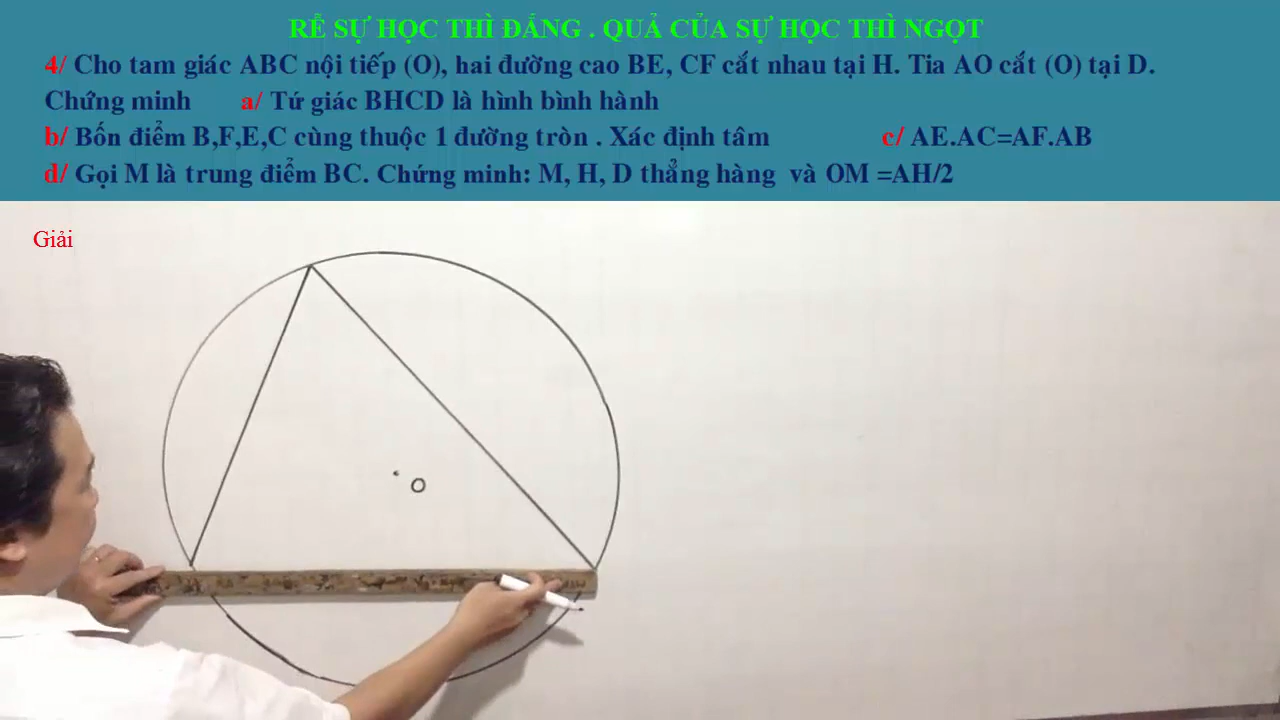 RỄ SỰ HỌC THÌ ĐẮNG . QUẢ CỦA SỰ HỌC THÌ NGỌT
4/ Cho tam giác ABC nội tiếp (O), hai đường cao BE, CF cắt nhau tại H. Tia AO cắt (O) tại D.
Chứng minh a/ Tứ giác BHCD là hình bình hành
b/ Bốn điểm B,F,E,C cùng thuộc 1 đường tròn . Xác định tâm c/ AE.AC=AF.AB
d/ Gọi M là trung điểm BC. Chứng minh: M, H, D thẳng hàng và OM =AH/2
Giải
O